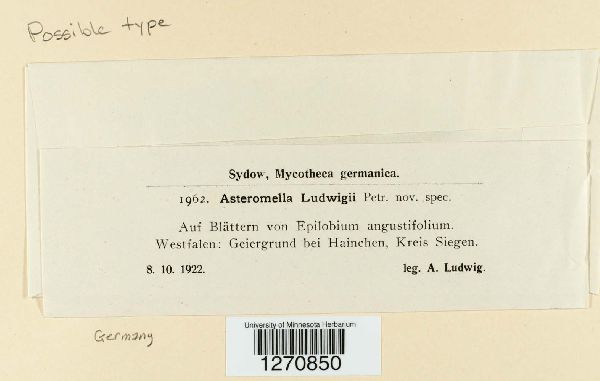 Possible type
Sydow, Mycotheca germanica.
1962. Asteromella Ludwigii Petr. nov. spec.
Auf Blättern von Epilobium angustifolium.
Westfalen: Geiergrund bei Hainchen, Kreis Siegen.
8. 10. 1922. leg. A. Ludwig.
Germany
University of Minnesota Herbarium
1270850